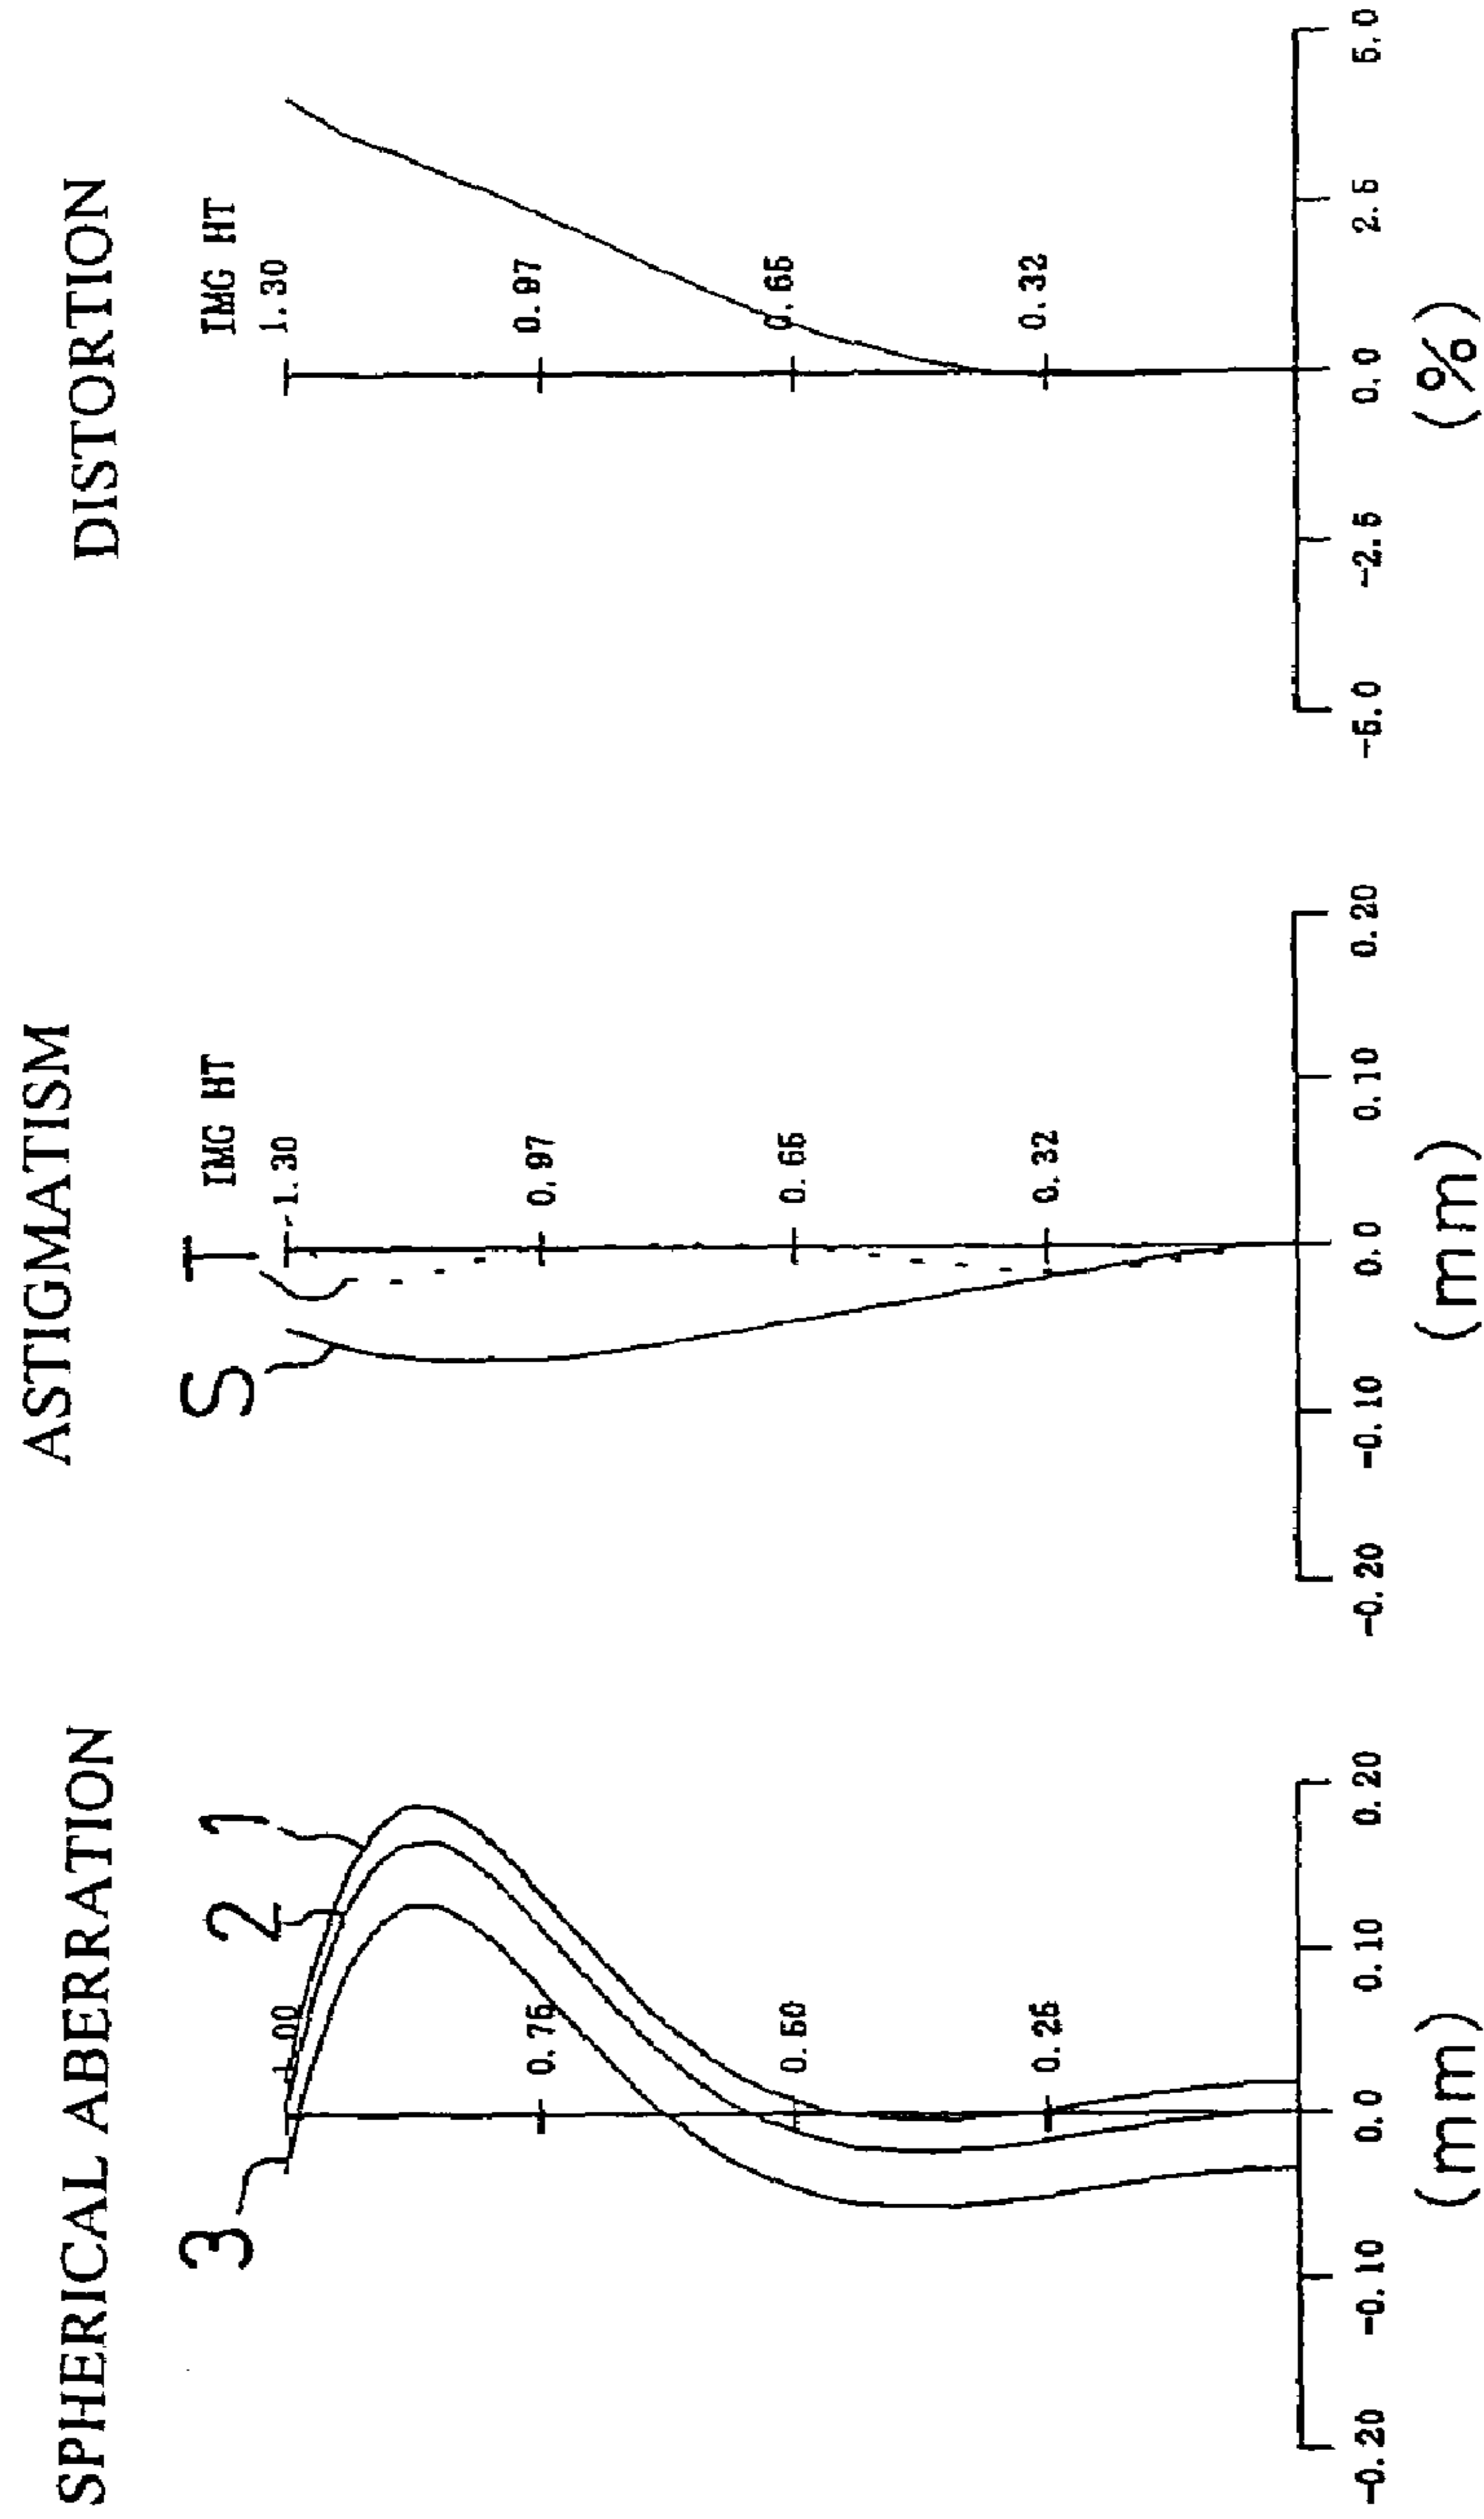 SPHERICAL ABERRATION
3
2
1
1.00
0.75
0.50
0.25
-0.20 -0.10 0.0 0.10 0.20
(mm)
ASTIGMATISM
S
T
IMG HT
1.30
0.97
0.65
0.32
-0.20 -0.10 0.0 0.10 0.20
(mm)
DISTORTION
IMG HT
1.30
0.97
0.65
0.32
-5.0 -2.5 0.0 2.5 5.0
(%)